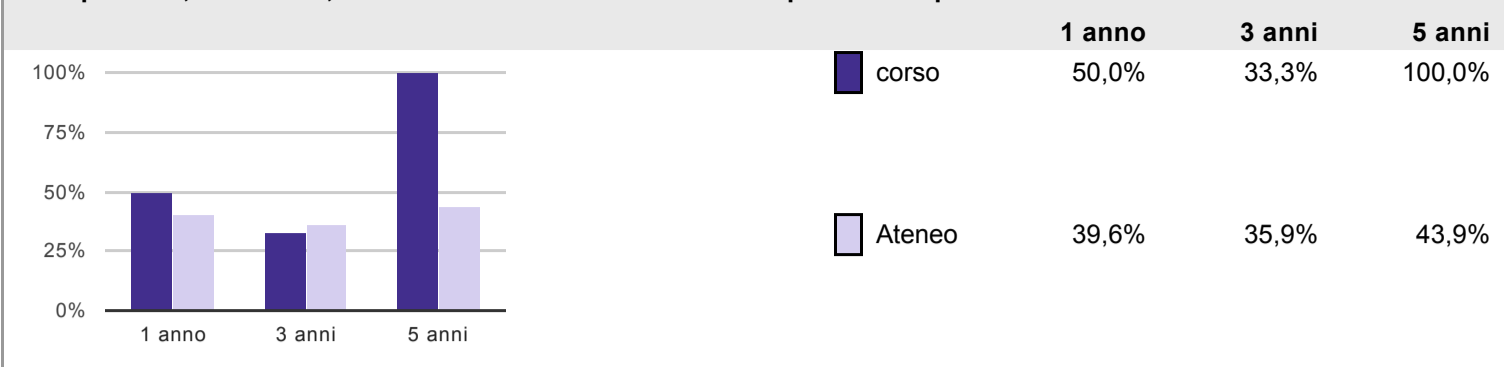 1 anno 3 anni 5 anni
100%
75%
50%
25%
0%
1 anno 3 anni 5 anni
corso 50,0% 33,3% 100,0%
Ateneo 39,6% 35,9% 43,9%